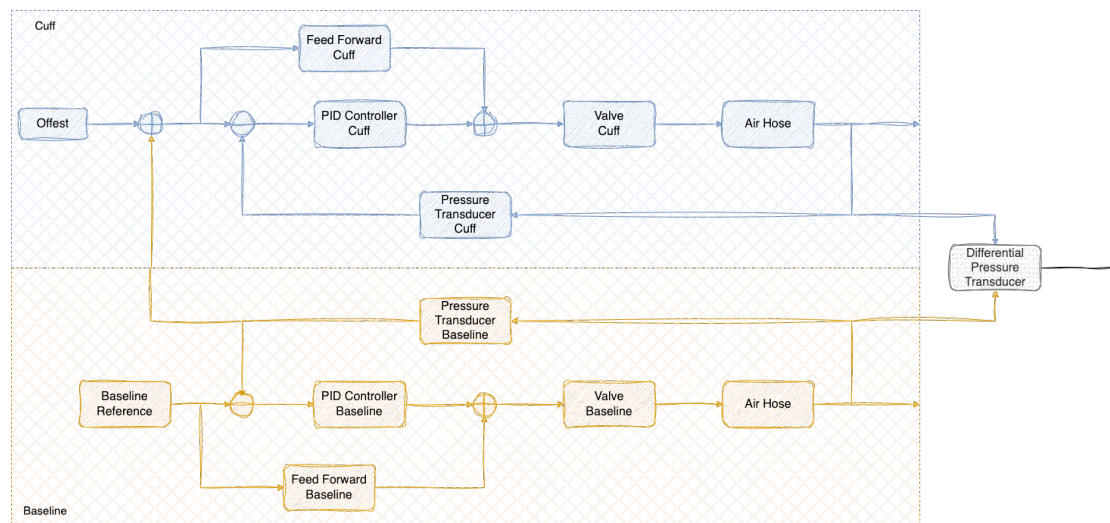 Cuff
Feed Forward
Cuff
Offest
PID Controller
Cuff
Valve
Cuff
Air Hose
Pressure
Transducer
Cuff
Differential
Pressure
Transducer
Pressure
Transducer
Baseline
Baseline
Reference
PID Controller
Baseline
Valve
Baseline
Air Hose
Feed Forward
Baseline
Baseline